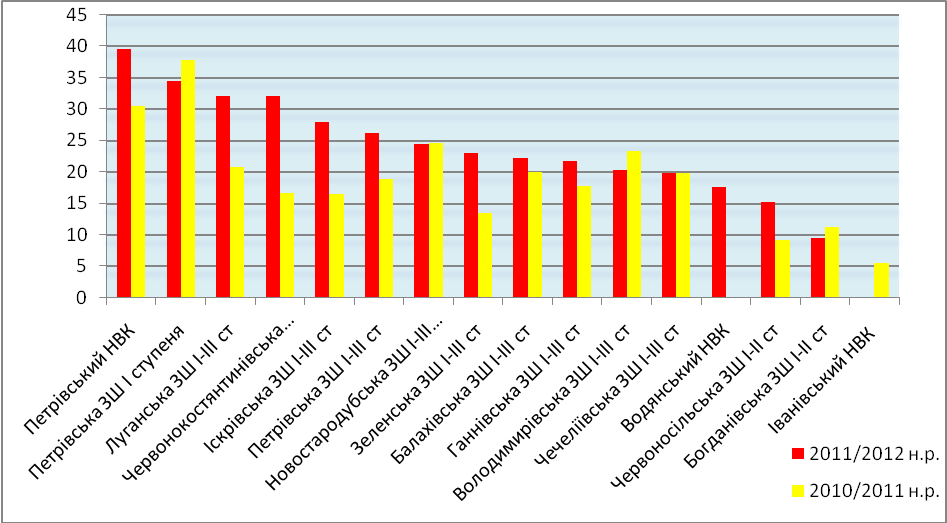 45
40
35
30
25
20
15
10
5
0
Петрівський НВК
Петрівська ЗШ І ступеня
Луганська ЗШ І-ІІІ ст
Червонокостянтинівська...
Іскрівська ЗШ І-ІІІ ст
Петрівська ЗШ І-ІІІ ст
Новостародубська ЗШ І-ІІІ...
Зеленська ЗШ І-ІІІ ст
Балахівська ЗШ І-ІІІ ст
Ганнівська ЗШ І-ІІІ ст
Володимирівська ЗШ І-ІІІ ст
Чечеліївська ЗШ І-ІІІ ст
Водянський НВК
Червоносільська ЗШ І-ІІ ст
Богданівська ЗШ І-ІІ ст
Іванівський НВК
2011/2012 н.р.
2010/2011 н.р.